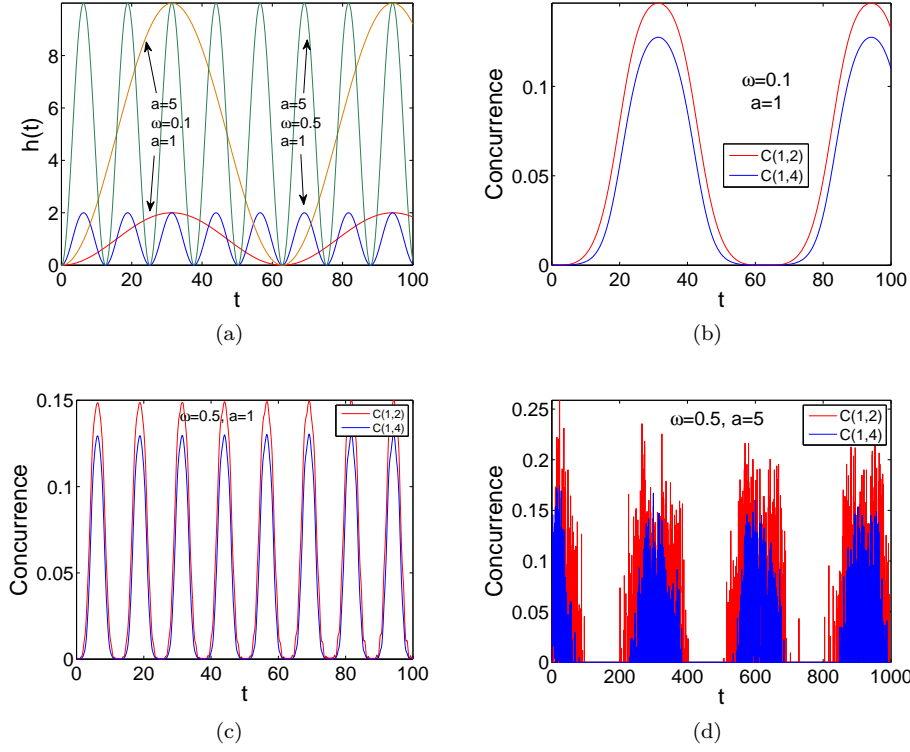 8
6
4
2
0
h(t)
a=5
ω=0.1
a=1
a=5
ω=0.5
a=1
0 20 40 60 80 100
t
(a)
0.1
0.05
0
Concurrence
ω=0.1
a=1
C(1,2)
C(1,4)
0 20 40 60 80 100
t
(b)
0.15
0.1
0.05
0
Concurrence
ω=0.5, a=1
C(1,2)
C(1,4)
0 20 40 60 80 100
t
(c)
0.25
0.2
0.15
0.1
0.05
0
Concurrence
ω=0.5, a=5
C(1,2)
C(1,4)
0 200 400 600 800 1000
t
(d)